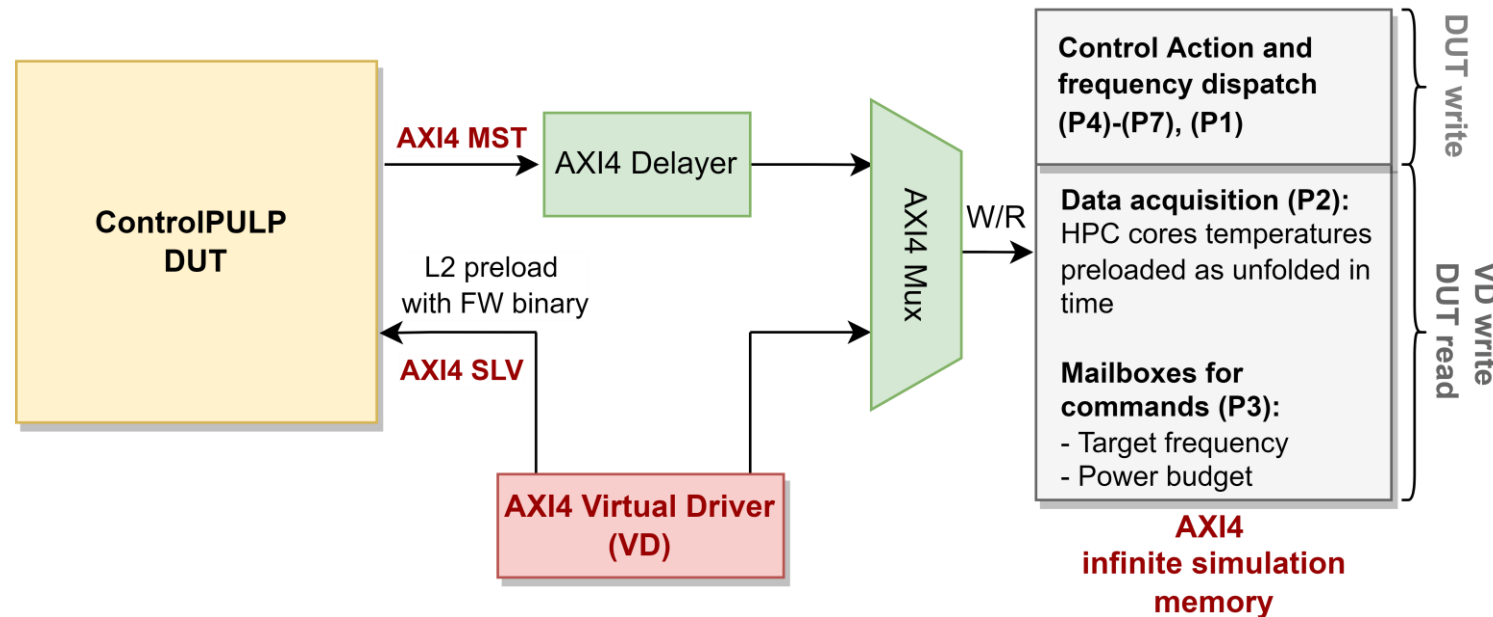 ControlPULP
DUT
AXI4 MST
AXI4 Delayer
L2 preload
with FW binary
AXI4 SLV
AXI4 Virtual Driver
(VD)
AXI4 Mux
W/R
Control Action and
frequency dispatch
(P4)-(P7), (P1)
Data acquisition (P2):
HPC cores temperatures
preloaded as unfolded in
time
Mailboxes for
commands (P3):
- Target frequency
- Power budget
AXI4
infinite simulation
memory
DUT write
VD write
DUT read